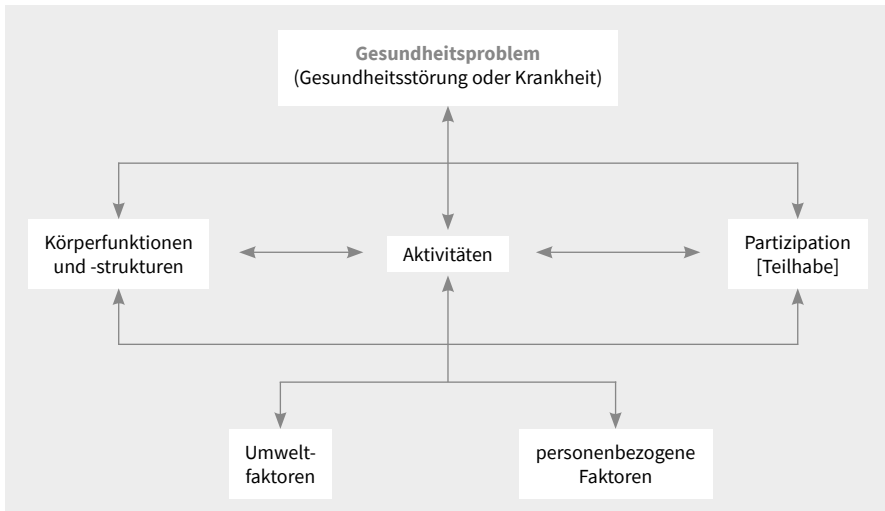 Gesundheitsproblem
(Gesundheitsstörung oder Krankheit)
Körperfunktionen
und -strukturen
Aktivitäten
Partizipation
[Teilhabe]
Umwelt-
faktoren
personenbezogene
Faktoren